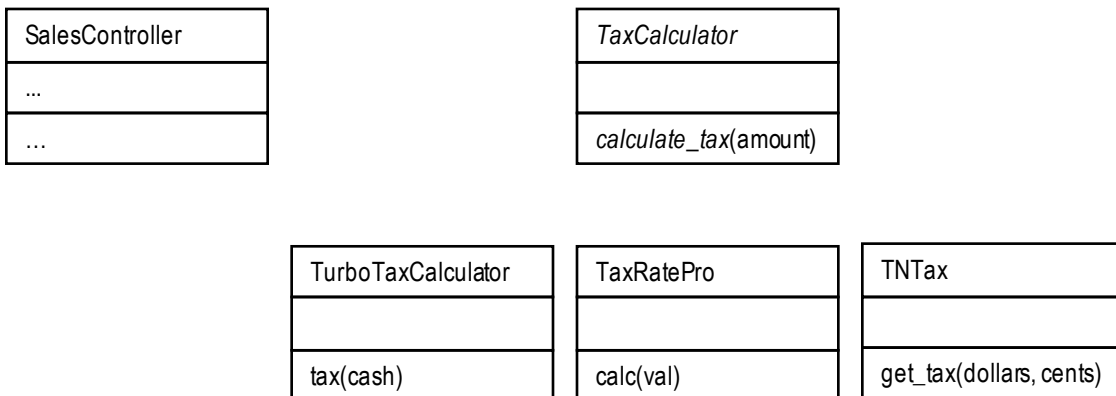 SalesController
...
…
TaxCalculator
calculate_tax(amount)
TurboTaxCalculator
tax(cash)
TaxRatePro
calc(val)
TNTax
get_tax(dollars, cents)